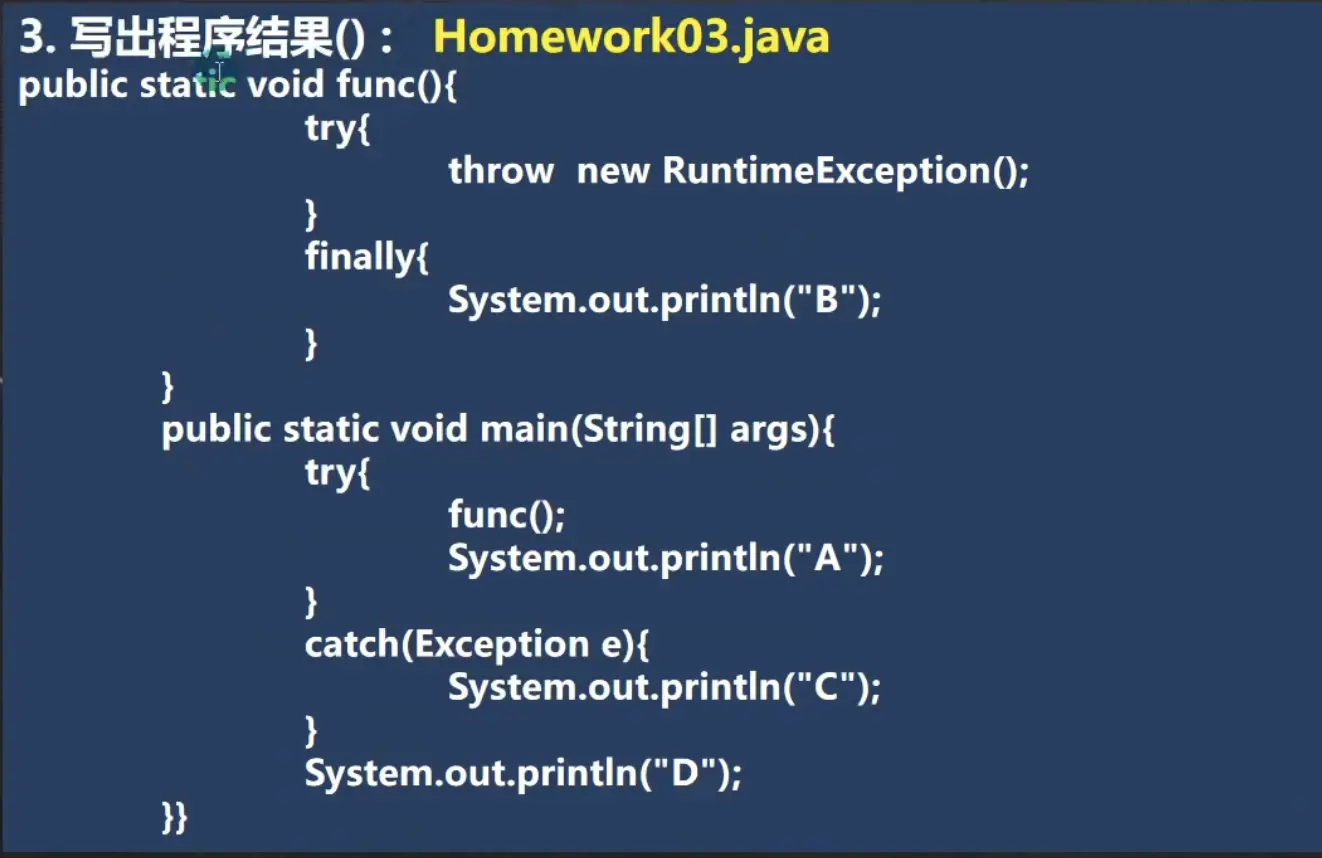 3. 写出程序结果()： Homework03.java
public static void func(){
try{
throw  new RuntimeException();
}
finally{
System.out.println("B");
}
}
public static void main(String[] args){
try{
func();
System.out.println("A");
}
catch(Exception e){
System.out.println("C");
}
System.out.println("D");
}}